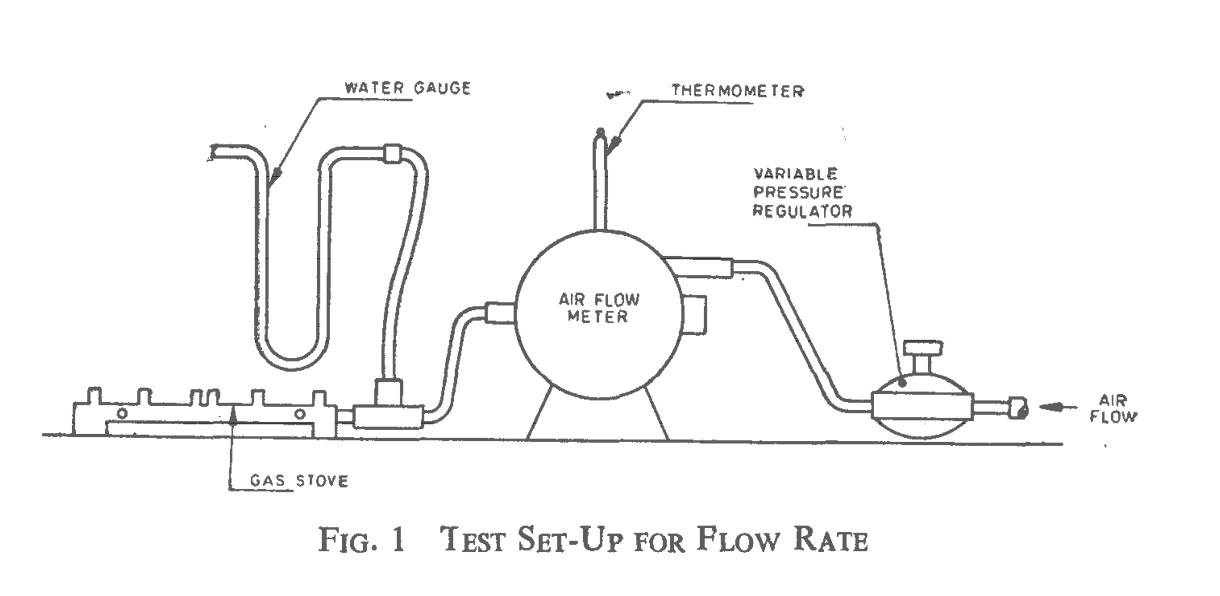 WATER GAUGE
THERMOMETER
VARIABLE
PRESSURE
REGULATOR
AIR FLOW
METER
AIR
FLOW
GAS STOVE
FIG. 1 TEST SET-UP FOR FLOW RATE